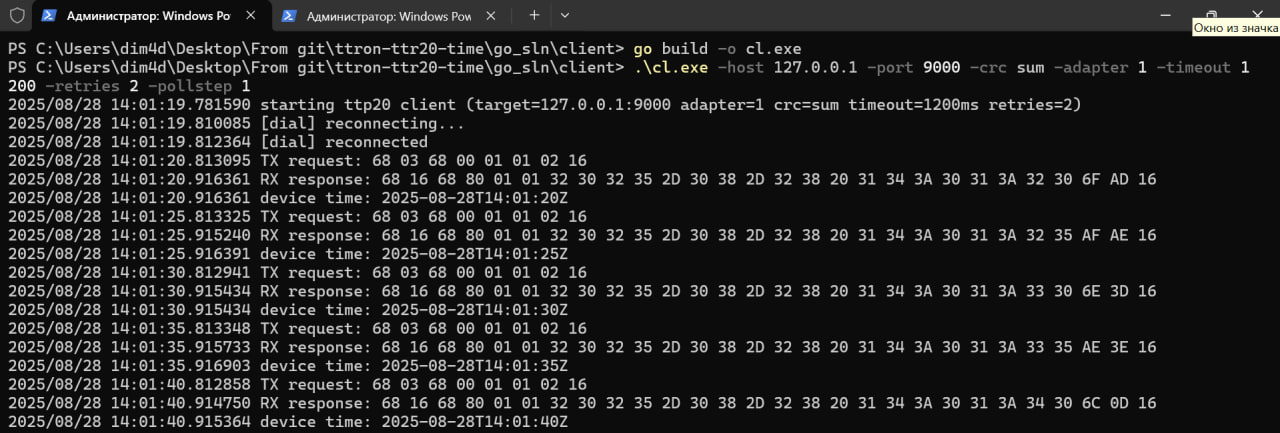 Администратор: Windows Po
Администратор: Windows Pow
Окно из значка
PS C:\Users\dim4d\Desktop\From git\ttron-ttr20-time\go_sln\client> go build -o cl.exe
PS C:\Users\dim4d\Desktop\From git\ttron-ttr20-time\go_sln\client> .\cl.exe -host 127.0.0.1 -port 9000 -crc sum -adapter 1 -timeout 1
200 -retries 2 -pollstep 1
2025/08/28 14:01:19.781590 starting ttp20 client (target=127.0.0.1:9000 adapter=1 crc=sum timeout=1200ms retries=2)
2025/08/28 14:01:19.810085 [dial] reconnecting...
2025/08/28 14:01:19.812364 [dial] reconnected
2025/08/28 14:01:20.813095 TX request: 68 03 68 00 01 01 02 16
2025/08/28 14:01:20.916361 RX response: 68 16 68 80 01 01 32 30 32 35 2D 30 38 2D 32 38 20 31 34 3A 30 31 3A 32 30 6F AD 16
2025/08/28 14:01:20.916361 device time: 2025-08-28T14:01:20Z
2025/08/28 14:01:25.813325 TX request: 68 03 68 00 01 01 02 16
2025/08/28 14:01:25.915240 RX response: 68 16 68 80 01 01 32 30 32 35 2D 30 38 2D 32 38 20 31 34 3A 30 31 3A 32 35 AF AE 16
2025/08/28 14:01:25.916391 device time: 2025-08-28T14:01:25Z
2025/08/28 14:01:30.812941 TX request: 68 03 68 00 01 01 02 16
2025/08/28 14:01:30.915434 RX response: 68 16 68 80 01 01 32 30 32 35 2D 30 38 2D 32 38 20 31 34 3A 30 31 3A 33 30 6E 3D 16
2025/08/28 14:01:30.915434 device time: 2025-08-28T14:01:30Z
2025/08/28 14:01:35.813348 TX request: 68 03 68 00 01 01 02 16
2025/08/28 14:01:35.915733 RX response: 68 16 68 80 01 01 32 30 32 35 2D 30 38 2D 32 38 20 31 34 3A 30 31 3A 33 35 AE 3E 16
2025/08/28 14:01:35.916903 device time: 2025-08-28T14:01:35Z
2025/08/28 14:01:40.812858 TX request: 68 03 68 00 01 01 02 16
2025/08/28 14:01:40.914750 RX response: 68 16 68 80 01 01 32 30 32 35 2D 30 38 2D 32 38 20 31 34 3A 30 31 3A 34 30 6C 0D 16
2025/08/28 14:01:40.915364 device time: 2025-08-28T14:01:40Z